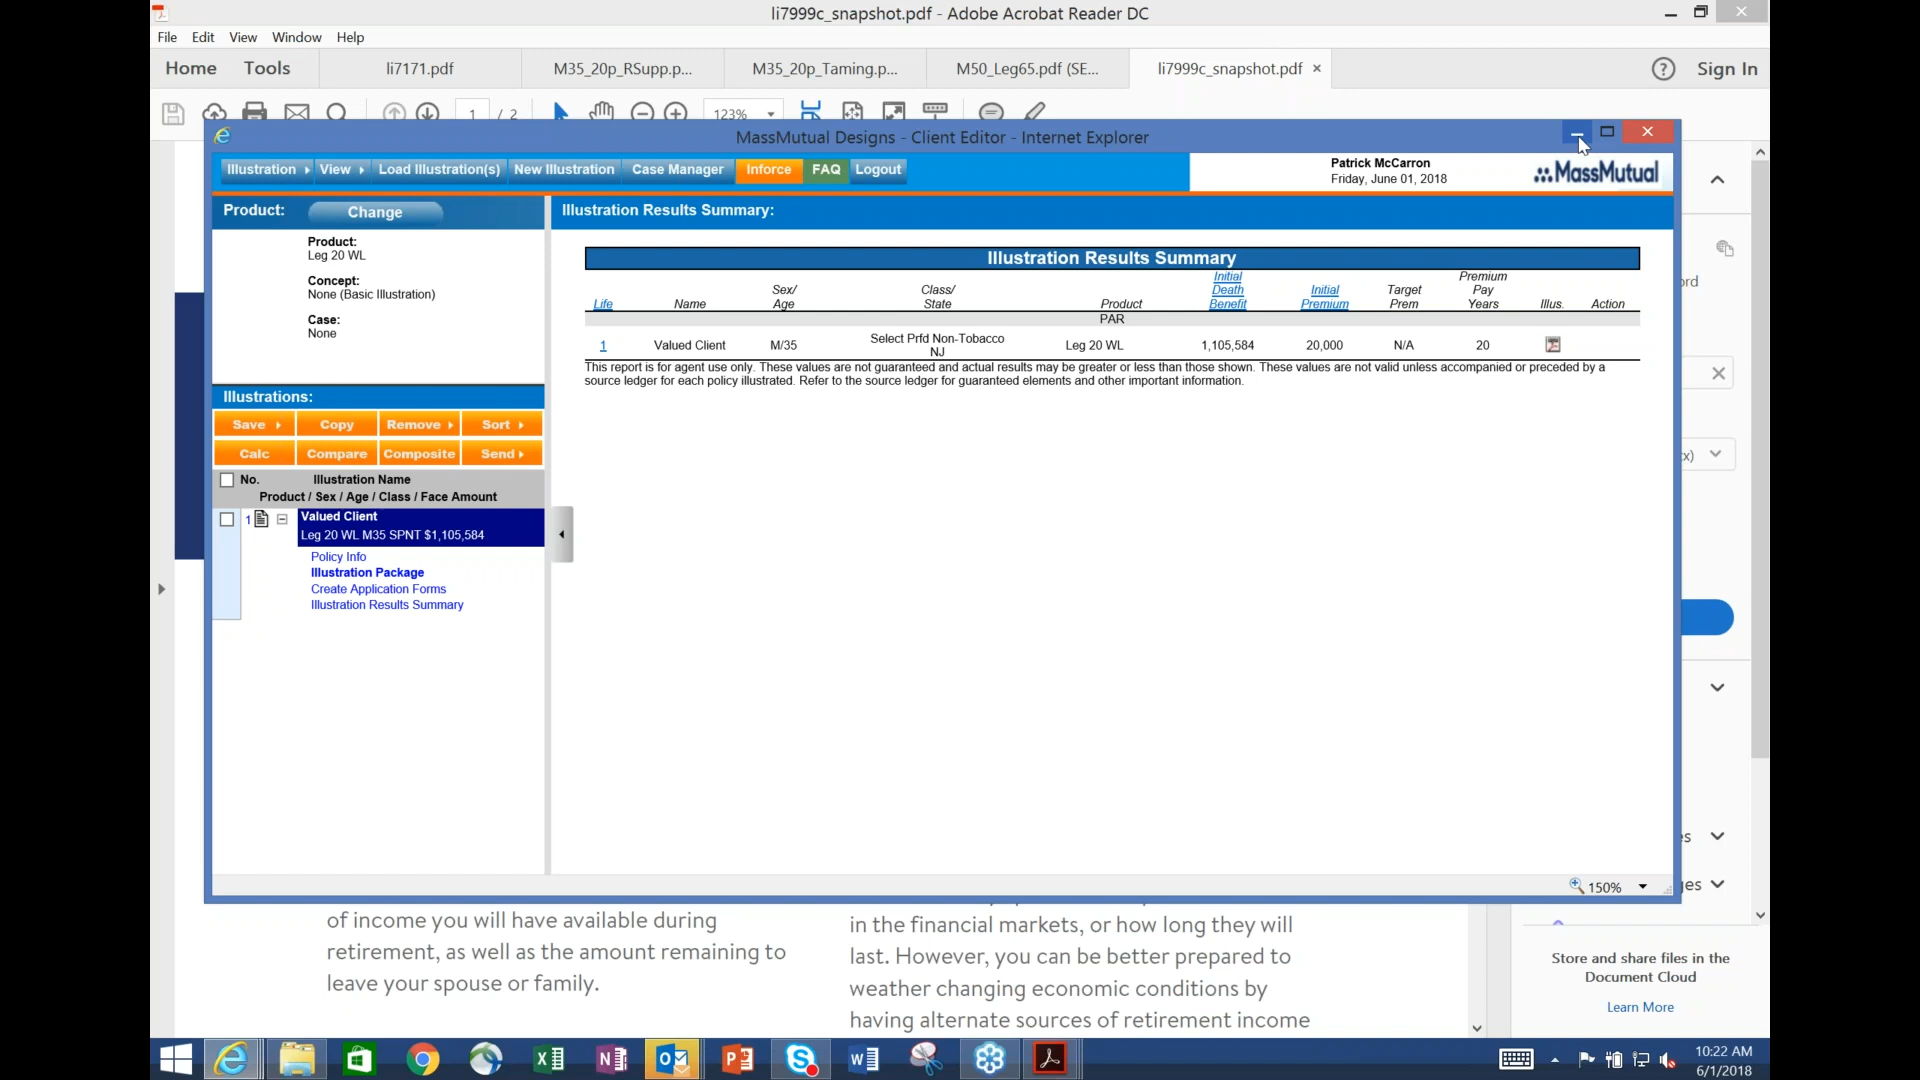 li7999c_snapshot.pdf - Adobe Acrobat Reader DC
File Edit View Window Help
Home Tools li7171.pdf M35_20p_RSupp.p... M35_20p_Taming.p... M50_Leg65.pdf (SE... li7999c_snapshot.pdf × Sign In
1 / 2 123%
MassMutual Designs - Client Editor - Internet Explorer
Illustration View Load Illustration(s) New Illustration Case Manager Inforce FAQ Logout
Patrick McCarron
Friday, June 01, 2018
MassMutual
Product: Change
Illustration Results Summary:
Product:
Leg 20 WL
Concept:
None (Basic Illustration)
Case:
None
Illustrations:
Save Copy Remove Sort
Calc Compare Composite Send
No. Illustration Name
Product / Sex / Age / Class / Face Amount
1 Valued Client
Leg 20 WL M35 SPNT $1,105,584
Policy Info
Illustration Package
Create Application Forms
Illustration Results Summary
Illustration Results Summary
Life Name Sex/ Age Class/ State Product Initial Death Benefit Initial Premium Target Prem Premium Pay Years Illus. Action
PAR
1 Valued Client M/35 Select Prfd Non-Tobacco NJ Leg 20 WL 1,105,584 20,000 N/A 20
This report is for agent use only. These values are not guaranteed and actual results may be greater or less than those shown. These values are not valid unless accompanied or preceded by a
source ledger for each policy illustrated. Refer to the source ledger for guaranteed elements and other important information.
150%
of income you will have available during
retirement, as well as the amount remaining to
leave your spouse or family.
in the financial markets, or how long they will
last. However, you can be better prepared to
weather changing economic conditions by
having alternate sources of retirement income
Store and share files in the
Document Cloud
Learn More
10:22 AM
6/1/2018